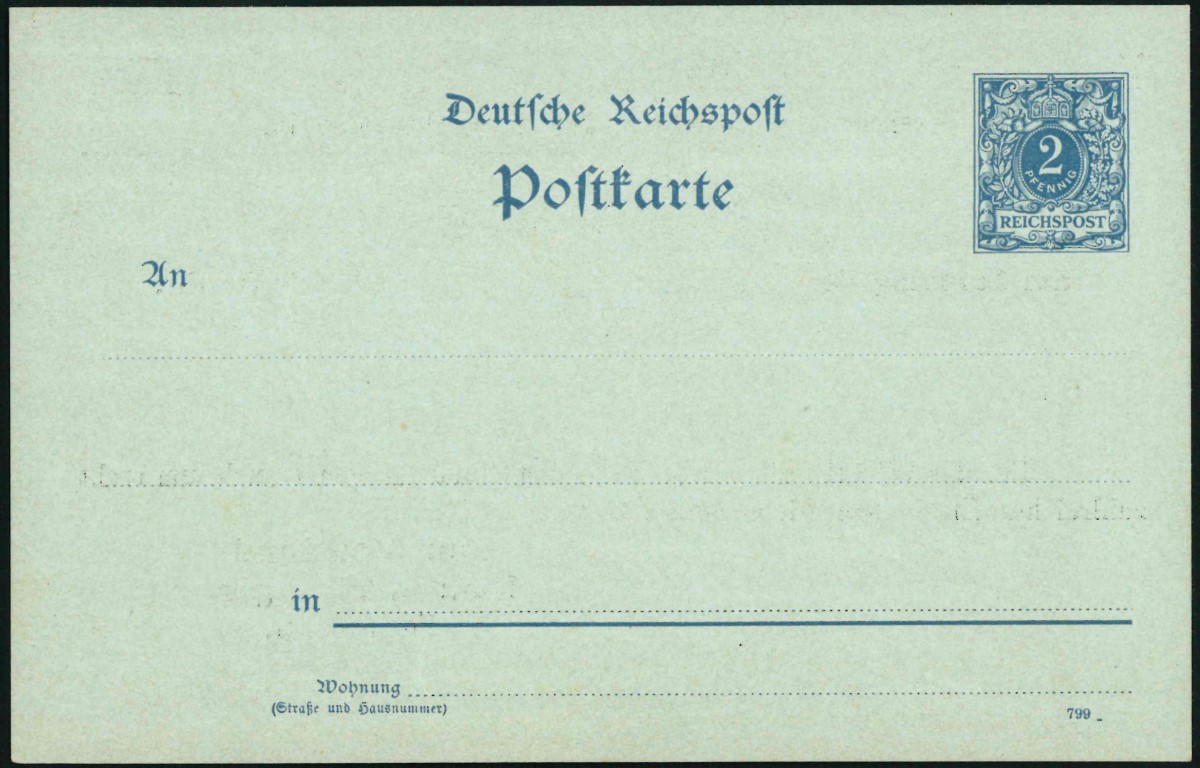 Deutsche Reichspost
Postkarte
2
PFENNIG
REICHSPOST
An
in
Wohnung
(Straße und Hausnummer)
799